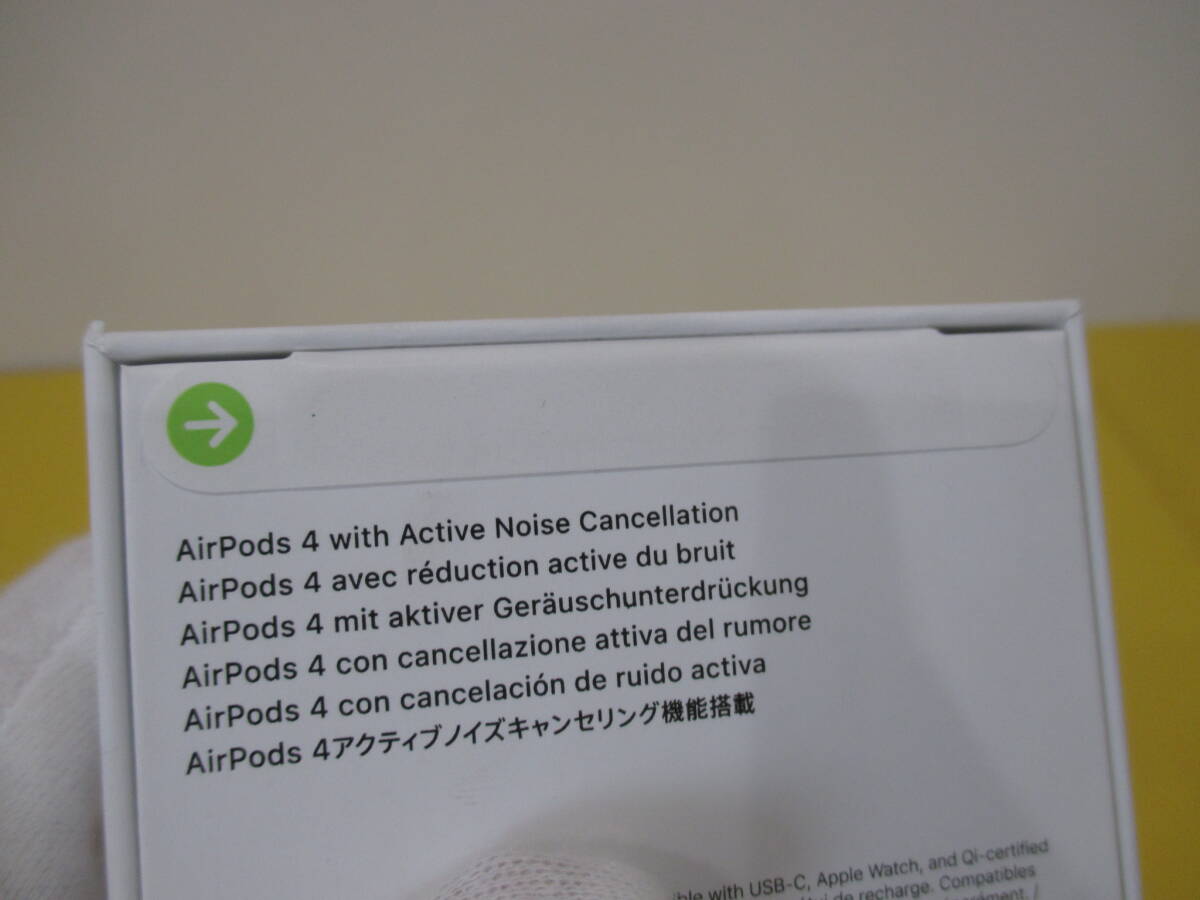 AirPods 4 with Active Noise Cancellation
AirPods 4 avec réduction active du bruit
AirPods 4 mit aktiver Geräuschunterdrückung
AirPods 4 con cancellazione attiva del rumore
AirPods 4 con cancelación de ruido activa
AirPods 4アクティブノイズキャンセリング機能搭載
with USB-C, Apple Watch, and Qi-certified
de recharge. Compatibles